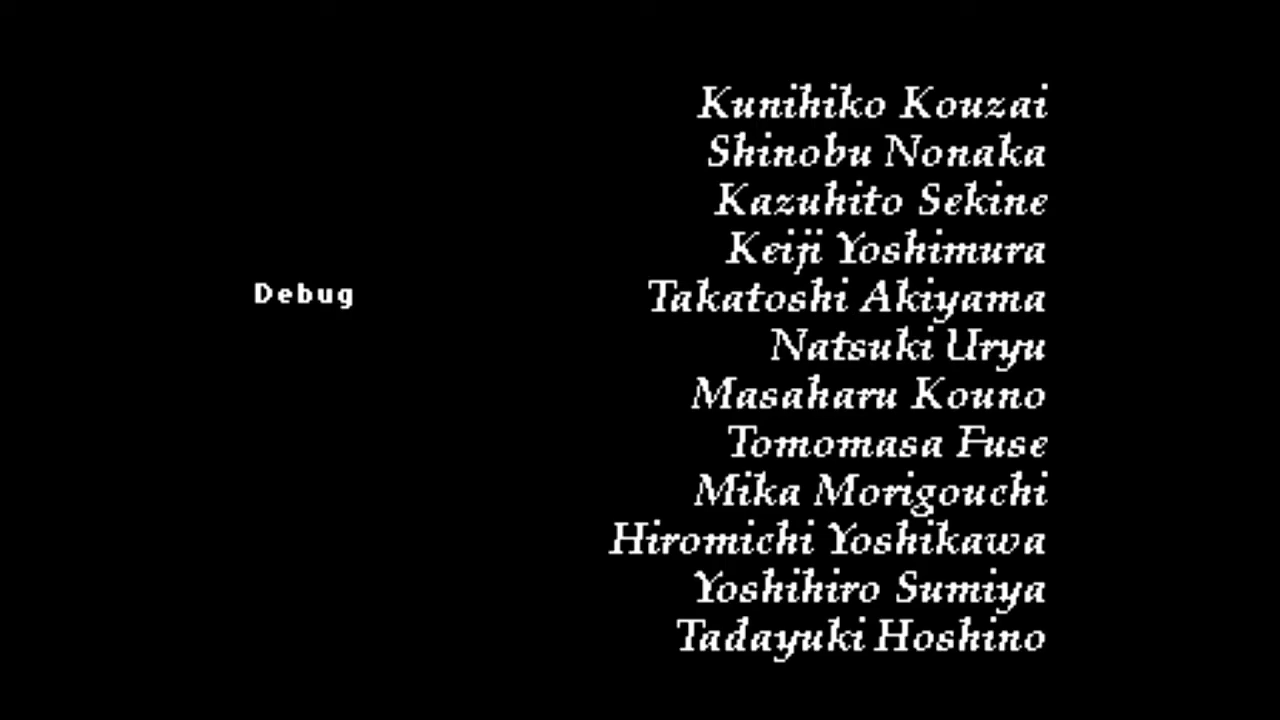 Kunihiko Kouzai
Shinobu Nonaka
Kazuhito Sekine
Keiji Yoshimura
Debug
Takatoshi Akiyama
Natsuki Uryu
Masaharu Kouno
Tomomasa Fuse
Mika Morigouchi
Hiromichi Yoshikawa
Yoshihiro Sumiya
Tadayuki Hoshino